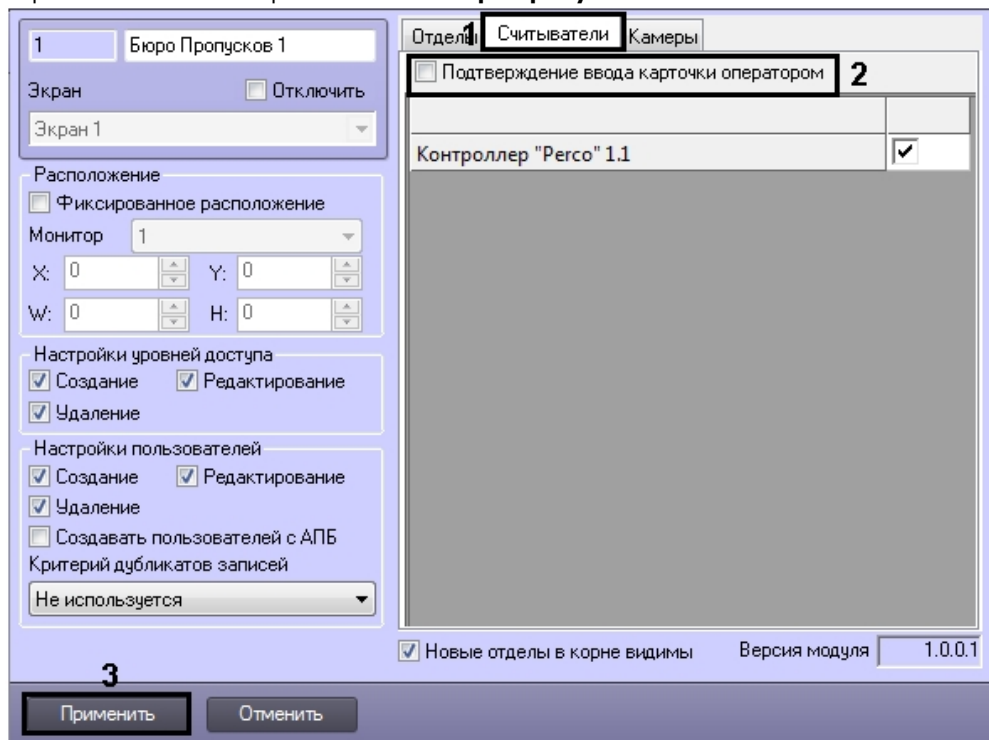 1 Бюро Пропусков 1
Экран Отключить
Экран 1
Расположение
Фиксированное расположение
Монитор 1
X: 0 Y: 0
W: 0 H: 0
Настройки уровней доступа
Создание Редактирование
Удаление
Настройки пользователей
Создание Редактирование
Удаление
Создавать пользователей с АПБ
Критерий дубликатов записей
Не используется
Отделы 1 Считыватели Камеры
Подтверждение ввода карточки оператором 2
Контроллер "Perco" 1.1
Новые отделы в корне видимы Версия модуля 1.0.0.1
3
Применить Отменить